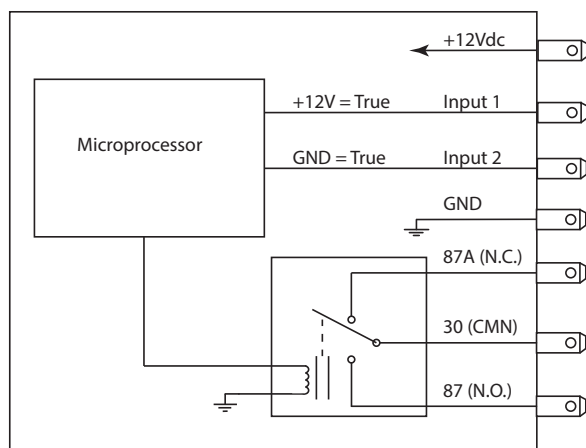 +12Vdc
+12V = True Input 1
Microprocessor
GND = True Input 2
GND
87A (N.C.)
30 (CMN)
87 (N.O.)